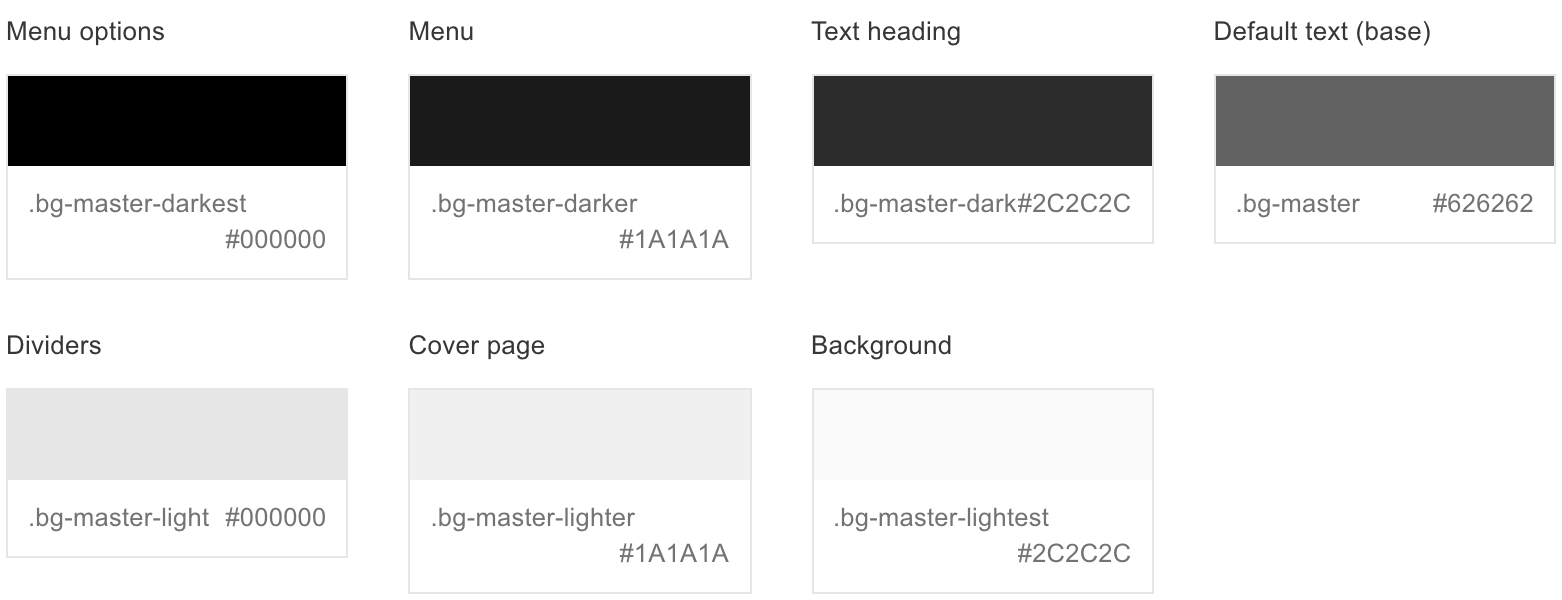 Menu options
.bg-master-darkest
#000000
Menu
.bg-master-darker
#1A1A1A
Text heading
.bg-master-dark#2C2C2C
Default text (base)
.bg-master #626262
Dividers
.bg-master-light #000000
Cover page
.bg-master-lighter
#1A1A1A
Background
.bg-master-lightest
#2C2C2C